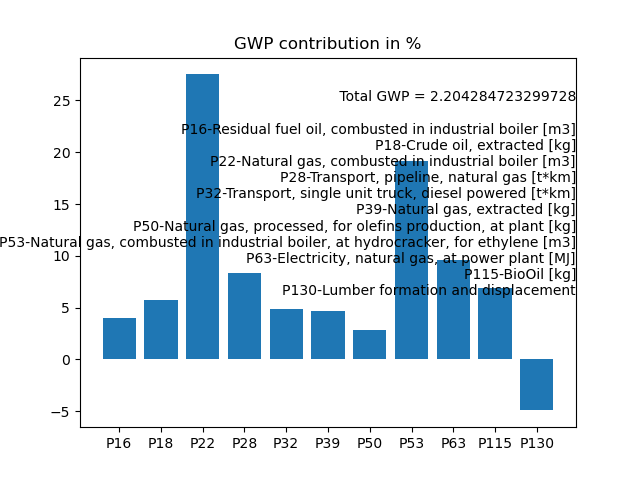 GWP contribution in %
Total GWP = 2.204284723299728
25
P16-Residual fuel oil, combusted in industrial boiler [m3]
P18-Crude oil, extracted [kg]
20
P22-Natural gas, combusted in industrial boiler [m3]
P28-Transport, pipeline, natural gas [t*km]
P32-Transport, single unit truck, diesel powered [t*km]
15
P39-Natural gas, extracted [kg]
P50-Natural gas, processed, for olefins production, at plant [kg]
P53-Natural gas, combusted in industrial boiler, at hydrocracker, for ethylene [m3]
10
P63-Electricity, natural gas, at power plant [MJ]
P115-BioOil [kg]
P130-Lumber formation and displacement
5
0
−5
P16 P18 P22 P28 P32 P39 P50 P53 P63 P115 P130